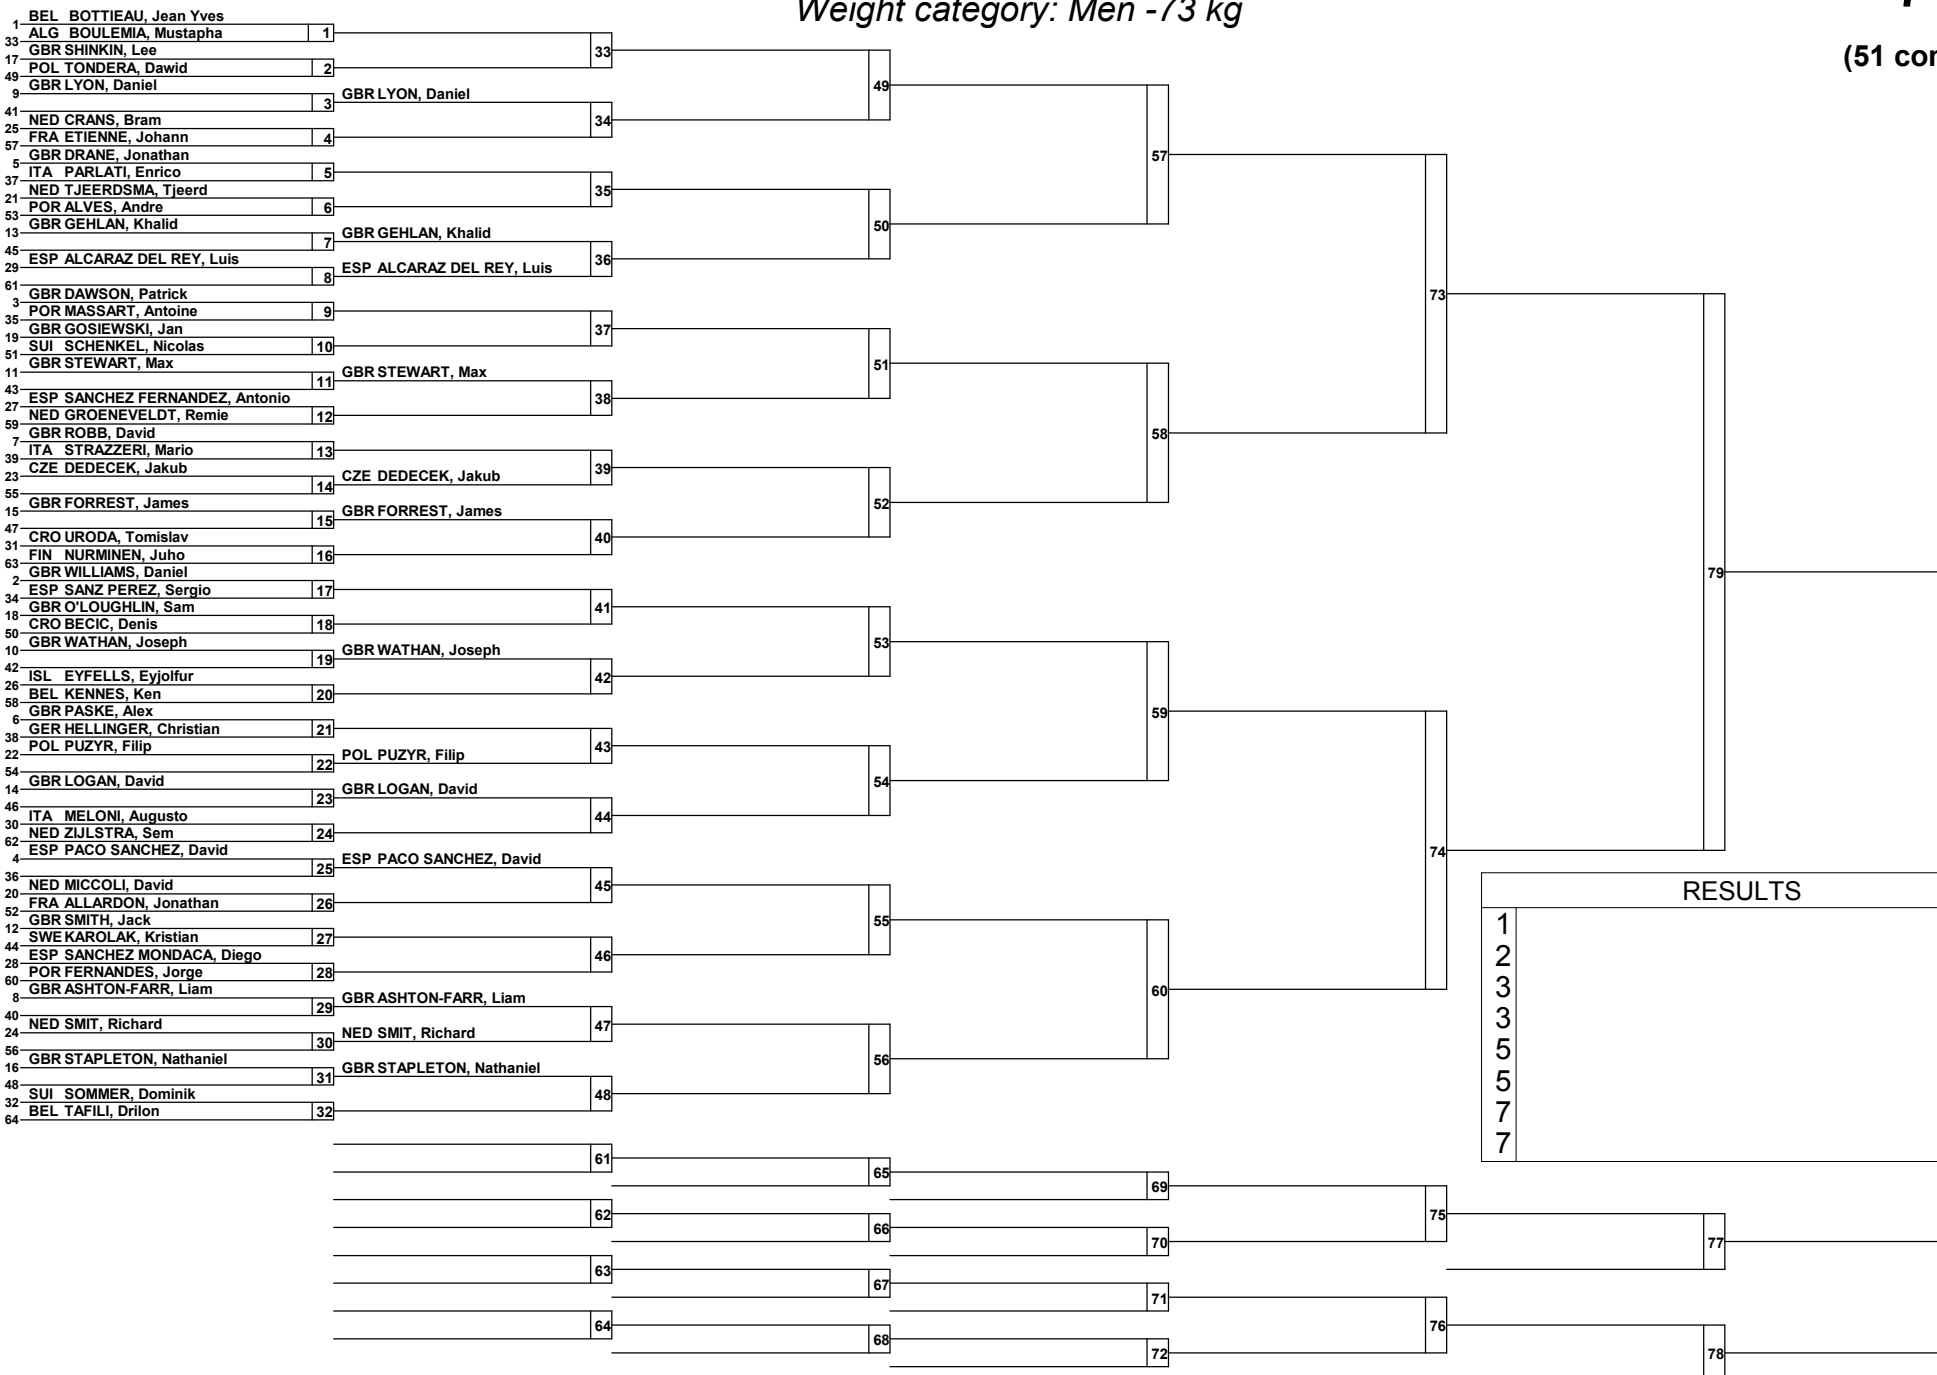 Weight category: Men -73 kg
(51 con
1 BEL BOTTIEAU, Jean Yves
33 ALG BOULEMIA, Mustapha 1
17 GBR SHINKIN, Lee
49 POL TONDERA, Dawid 2
9 GBR LYON, Daniel
41 3 GBR LYON, Daniel
25 NED CRANS, Bram
57 FRA ETIENNE, Johann 4
5 GBR DRANE, Jonathan
37 ITA PARLATI, Enrico 5
21 NED TJEERDSMA, Tjeerd
53 POR ALVES, Andre 6
13 GBR GEHLAN, Khalid
45 7 GBR GEHLAN, Khalid
29 ESP ALCARAZ DEL REY, Luis
61 8 ESP ALCARAZ DEL REY, Luis
3 GBR DAWSON, Patrick
35 POR MASSART, Antoine 9
19 GBR GOSIEWSKI, Jan
51 SUI SCHENKEL, Nicolas 10
11 GBR STEWART, Max
43 11 GBR STEWART, Max
27 ESP SANCHEZ FERNANDEZ, Antonio
59 NED GROENEVELDT, Remie 12
7 GBR ROBB, David
39 ITA STRAZZERI, Mario 13
23 CZE DEDECEK, Jakub
55 14 CZE DEDECEK, Jakub
15 GBR FORREST, James
47 15 GBR FORREST, James
31 CRO URODA, Tomislav
63 FIN NURMINEN, Juho 16
2 GBR WILLIAMS, Daniel
34 ESP SANZ PEREZ, Sergio 17
18 GBR O'LOUGHLIN, Sam
50 CRO BECIC, Denis 18
10 GBR WATHAN, Joseph
42 19 GBR WATHAN, Joseph
26 ISL EYFELLS, Eyjolfur
58 BEL KENNES, Ken 20
6 GBR PASKE, Alex
38 GER HELLINGER, Christian 21
22 POL PUZYR, Filip
54 22 POL PUZYR, Filip
14 GBR LOGAN, David
46 23 GBR LOGAN, David
30 ITA MELONI, Augusto
62 NED ZIJLSTRA, Sem 24
4 ESP PACO SANCHEZ, David
36 25 ESP PACO SANCHEZ, David
20 NED MICCOLI, David
52 FRA ALLARDON, Jonathan 26
12 GBR SMITH, Jack
44 SWE KAROLAK, Kristian 27
28 ESP SANCHEZ MONDACA, Diego
60 POR FERNANDES, Jorge 28
8 GBR ASHTON-FARR, Liam
40 29 GBR ASHTON-FARR, Liam
24 NED SMIT, Richard
56 30 NED SMIT, Richard
16 GBR STAPLETON, Nathaniel
48 31 GBR STAPLETON, Nathaniel
32 SUI SOMMER, Dominik
64 BEL TAFILI, Drilon 32
33
34
35
36
37
38
39
40
41
42
43
44
45
46
47
48
49
50
51
52
53
54
55
56
57
58
59
60
73
74
79
RESULTS
1
2
3
3
5
5
7
7
61
62
63
64
65
66
67
68
69
70
71
72
75
76
77
78